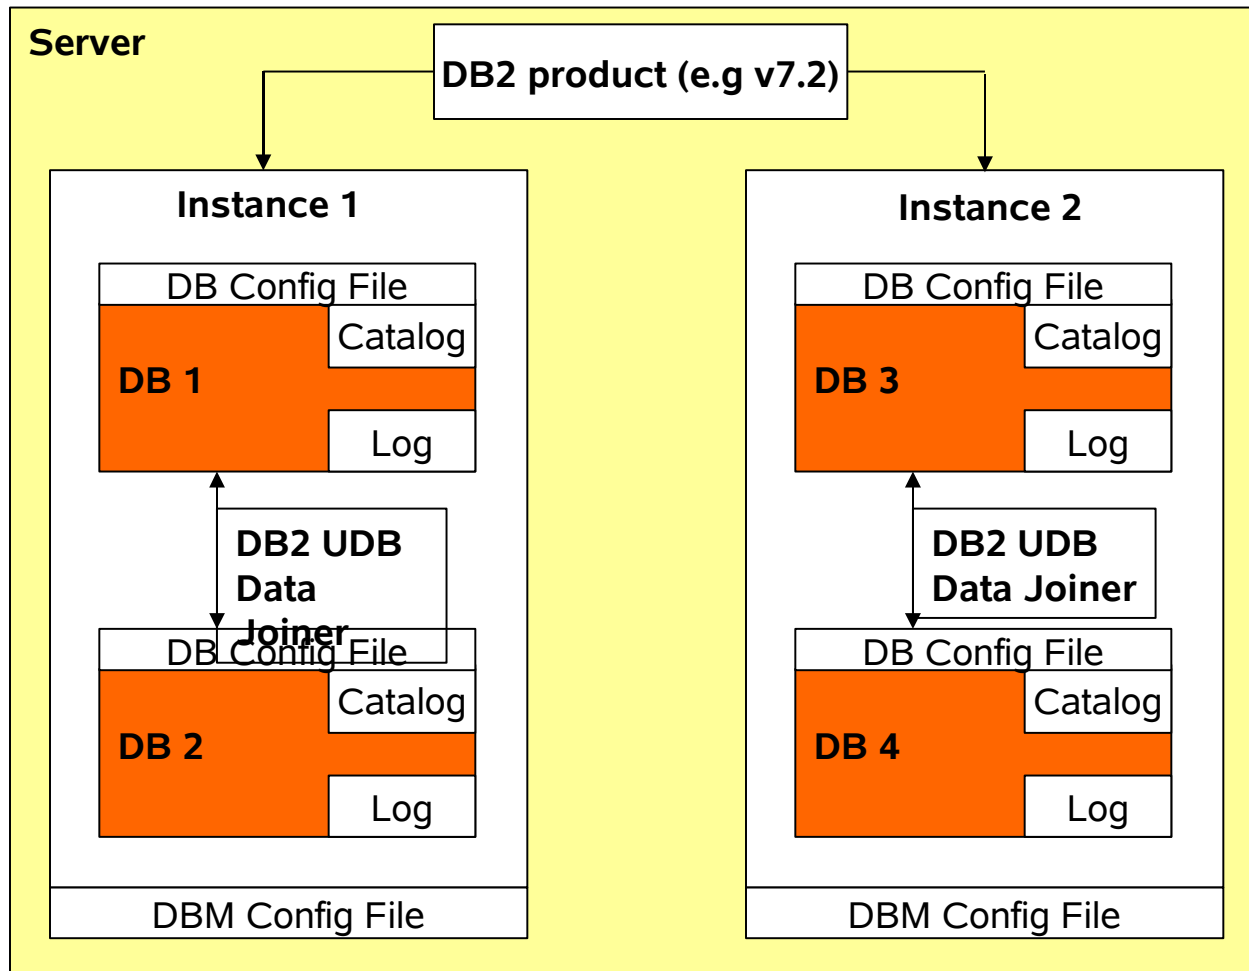 Server
DB2 product (e.g v7.2)
Instance 1
DB Config File
Catalog
DB 1
Log
DB2 UDB
Data
Joiner
DB Config File
Catalog
DB 2
Log
DBM Config File
Instance 2
DB Config File
Catalog
DB 3
Log
DB2 UDB
Data Joiner
DB Config File
Catalog
DB 4
Log
DBM Config File